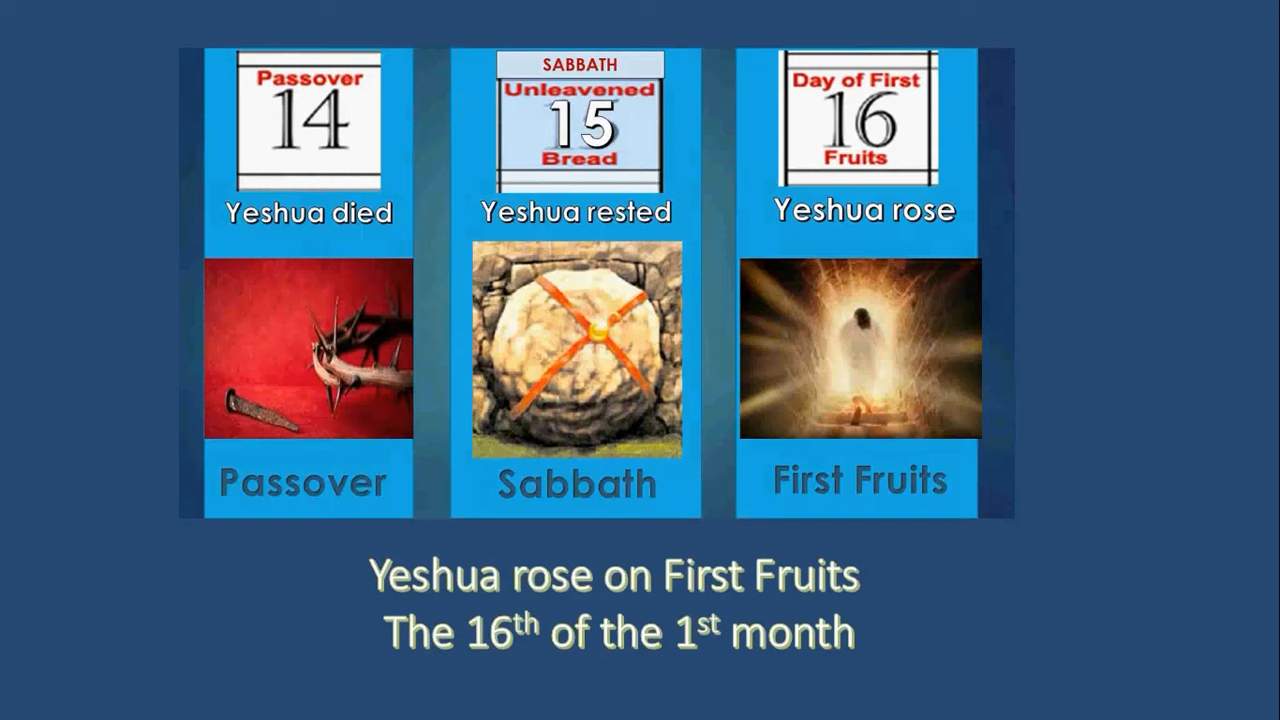 Passover
14
Yeshua died
Passover
SABBATH
Unleavened
15
Bread
Yeshua rested
Sabbath
Day of First
16
Fruits
Yeshua rose
First Fruits
Yeshua rose on First Fruits
The 16th of the 1st month